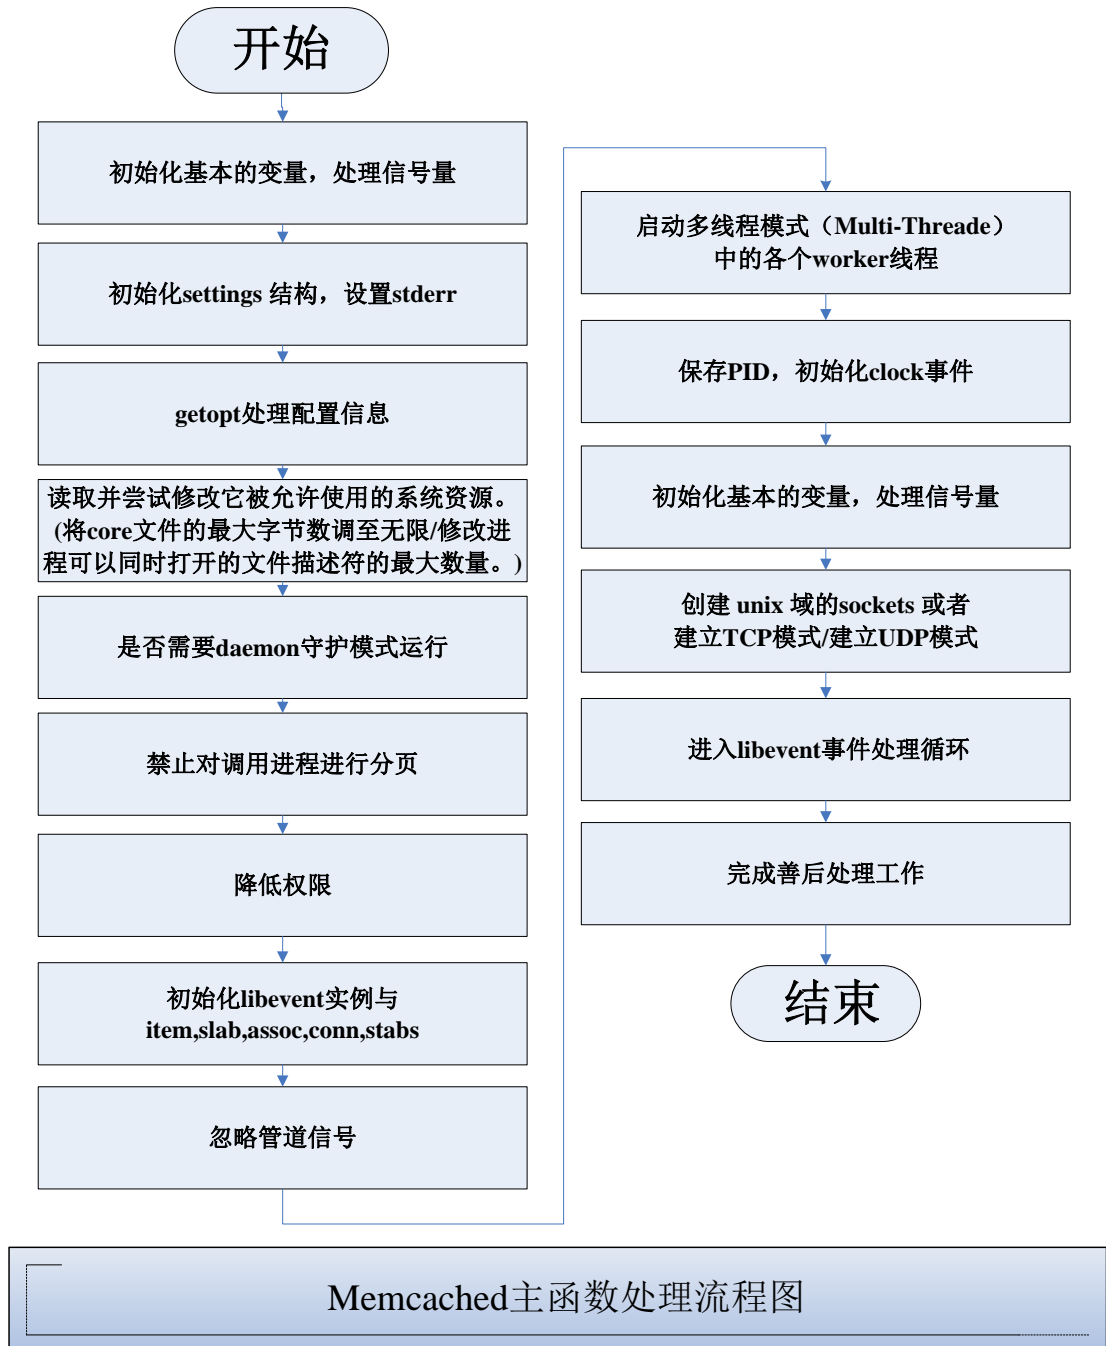 开始
初始化基本的变量，处理信号量
初始化settings 结构，设置stderr
getopt处理配置信息
读取并尝试修改它被允许使用的系统资源。
(将core文件的最大字节数调至无限/修改进
程可以同时打开的文件描述符的最大数量。)
是否需要daemon守护模式运行
禁止对调用进程进行分页
降低权限
初始化libevent实例与
item,slab,assoc,conn,stabs
忽略管道信号
启动多线程模式（Multi-Threade）
中的各个worker线程
保存PID，初始化clock事件
初始化基本的变量，处理信号量
创建 unix 域的sockets 或者
建立TCP模式/建立UDP模式
进入libevent事件处理循环
完成善后处理工作
结束
Memcached主函数处理流程图